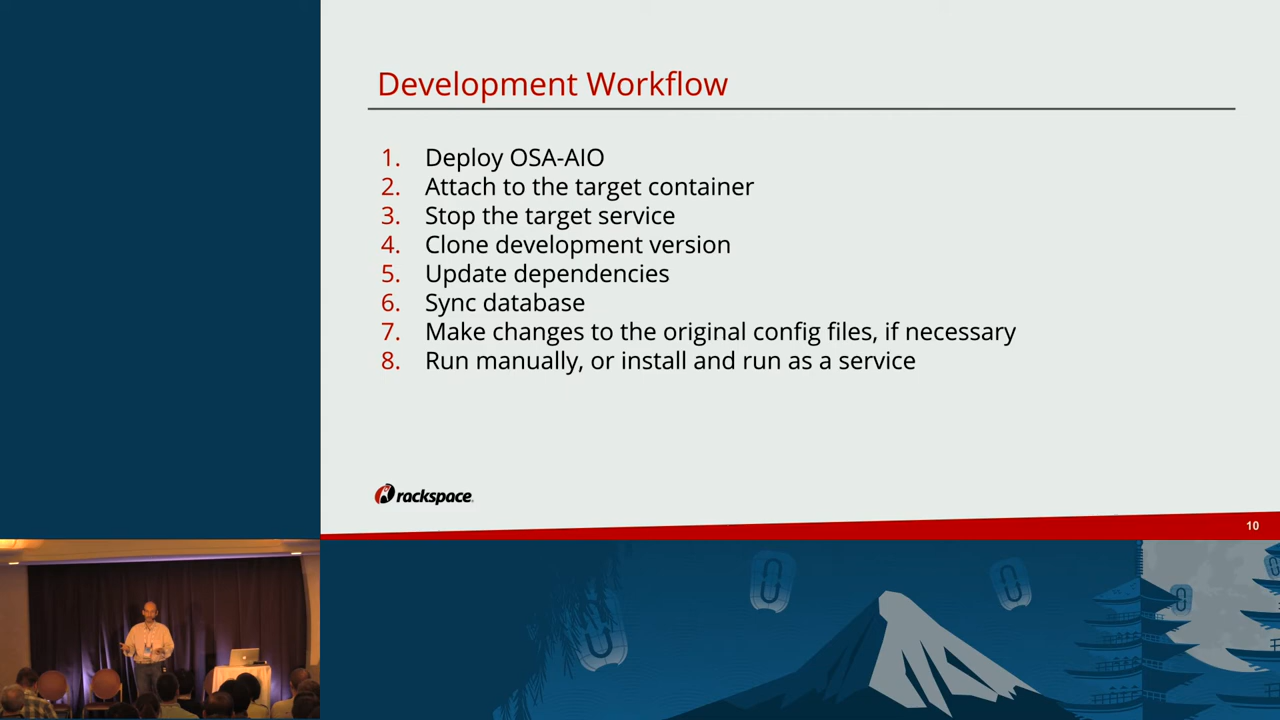 Development Workflow
1. Deploy OSA-AIO
2. Attach to the target container
3. Stop the target service
4. Clone development version
5. Update dependencies
6. Sync database
7. Make changes to the original config files, if necessary
8. Run manually, or install and run as a service
rackspace.
10